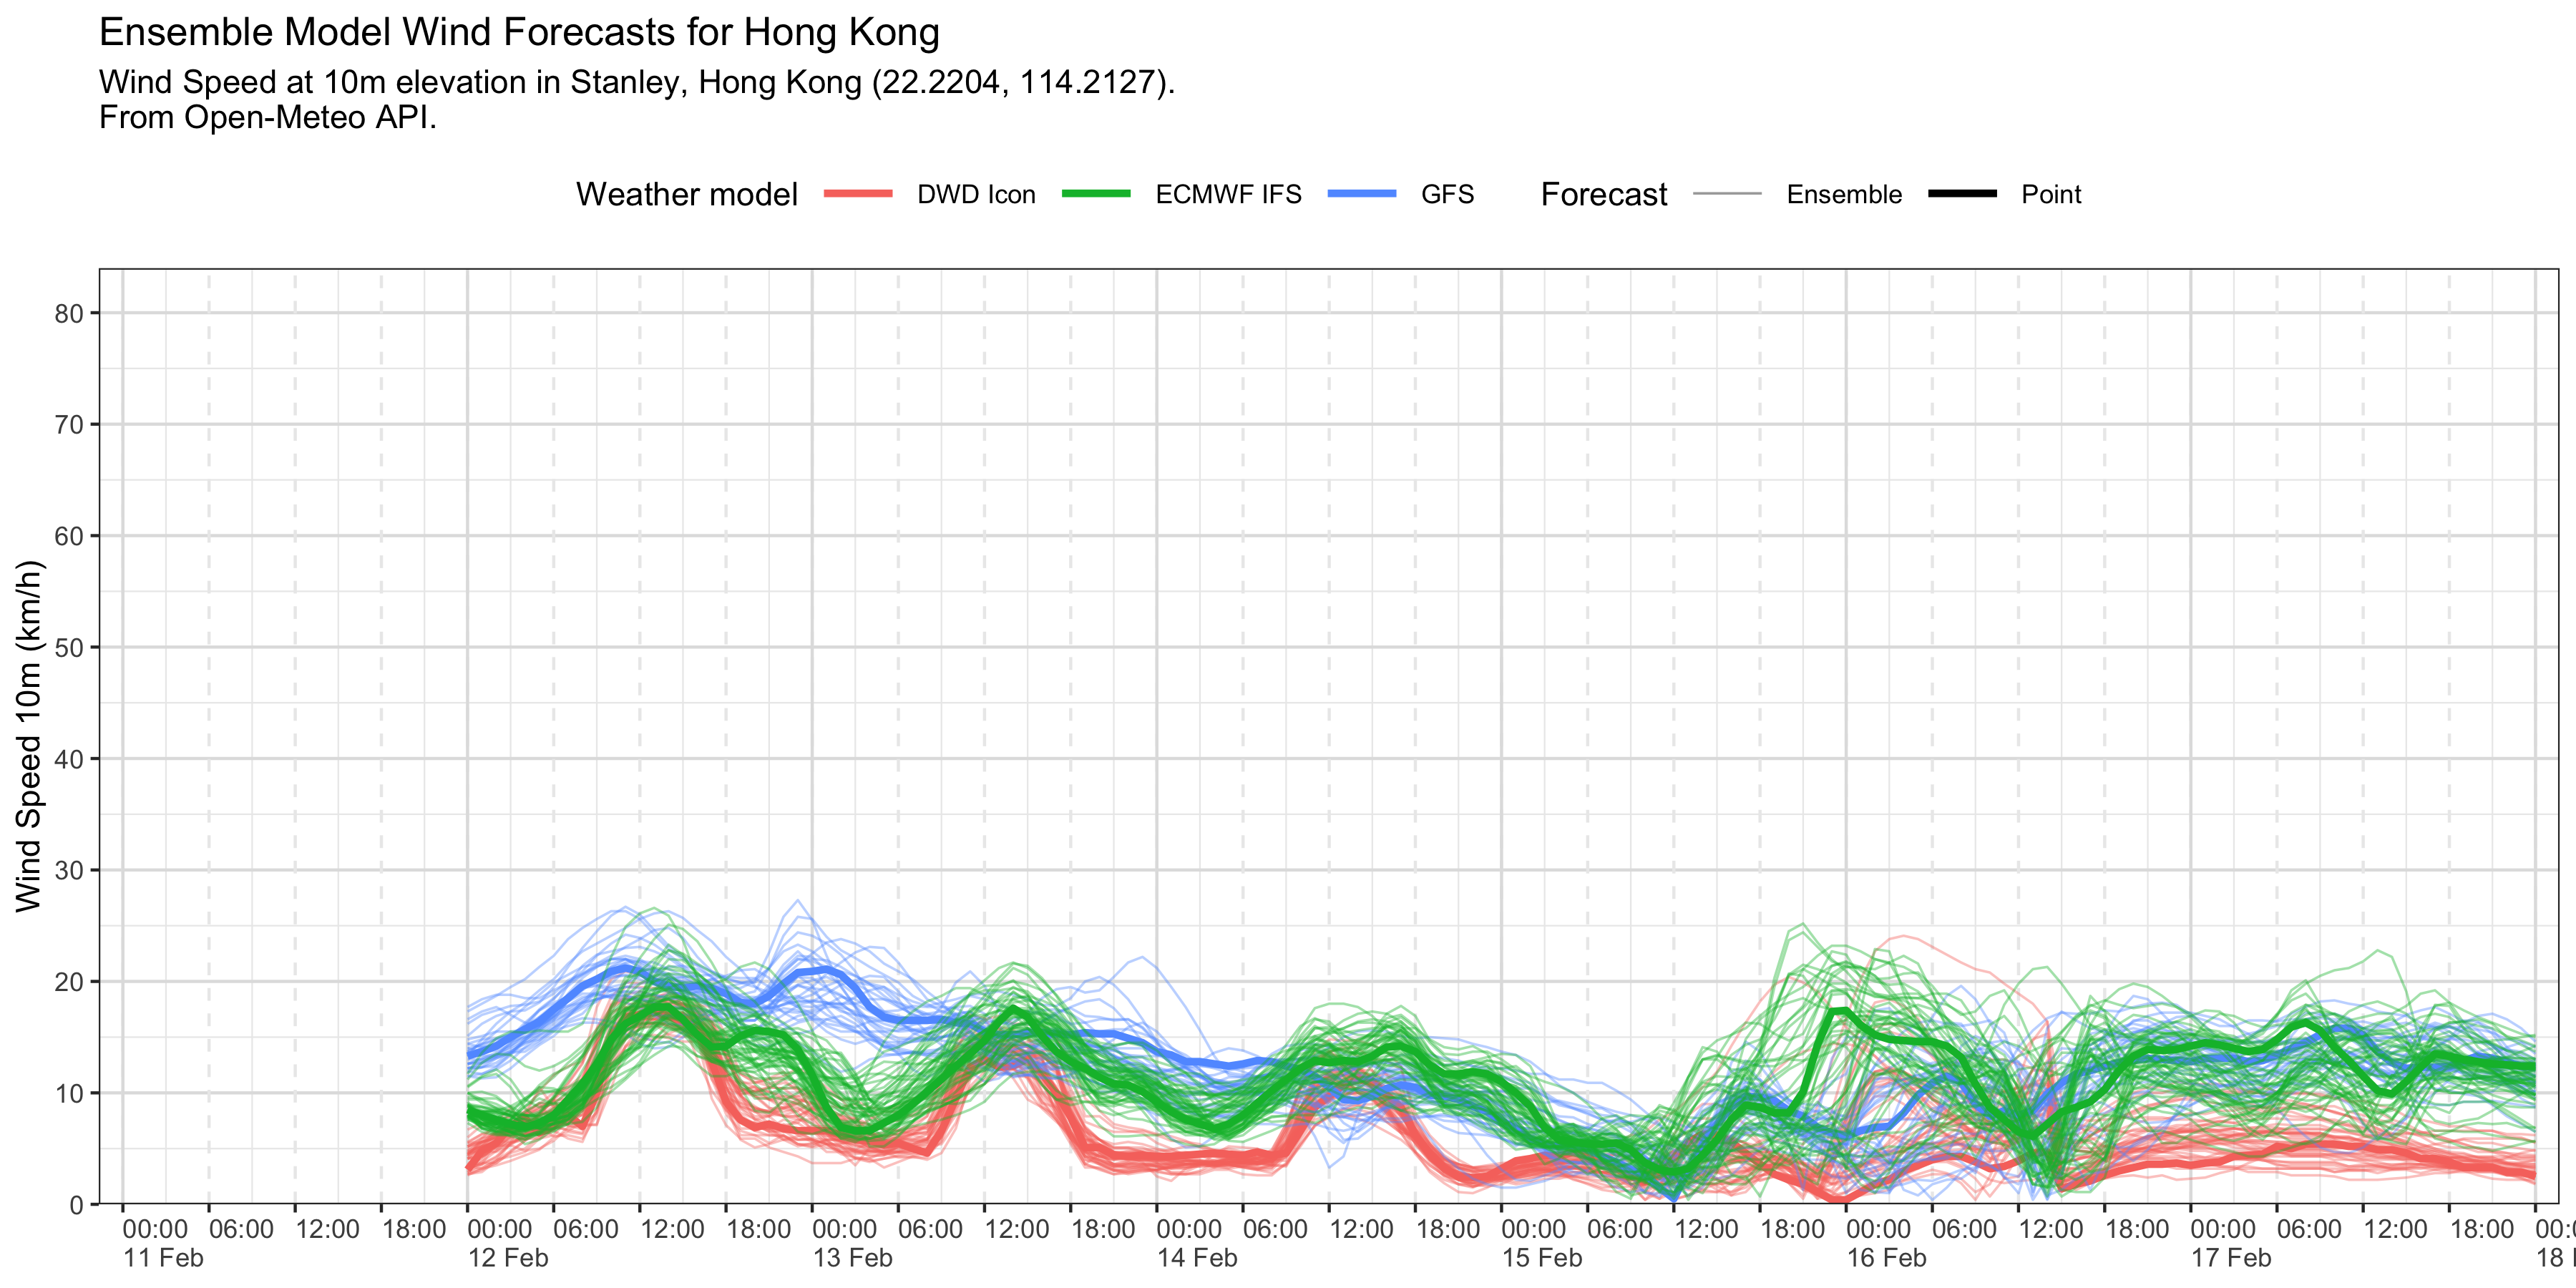 Ensemble Model Wind Forecasts for Hong Kong
Wind Speed at 10m elevation in Stanley, Hong Kong (22.2204, 114.2127).
From Open-Meteo API.
Weather model DWD Icon ECMWF IFS GFS Forecast Ensemble Point
Wind Speed 10m (km/h)
80
70
60
50
40
30
20
10
0
00:00 06:00 12:00 18:00 00:00 06:00 12:00 18:00 00:00 06:00 12:00 18:00 00:00 06:00 12:00 18:00 00:00 06:00 12:00 18:00 00:00 06:00 12:00 18:00 00:00 06:00 12:00 18:00
11 Feb 12 Feb 13 Feb 14 Feb 15 Feb 16 Feb 17 Feb 18